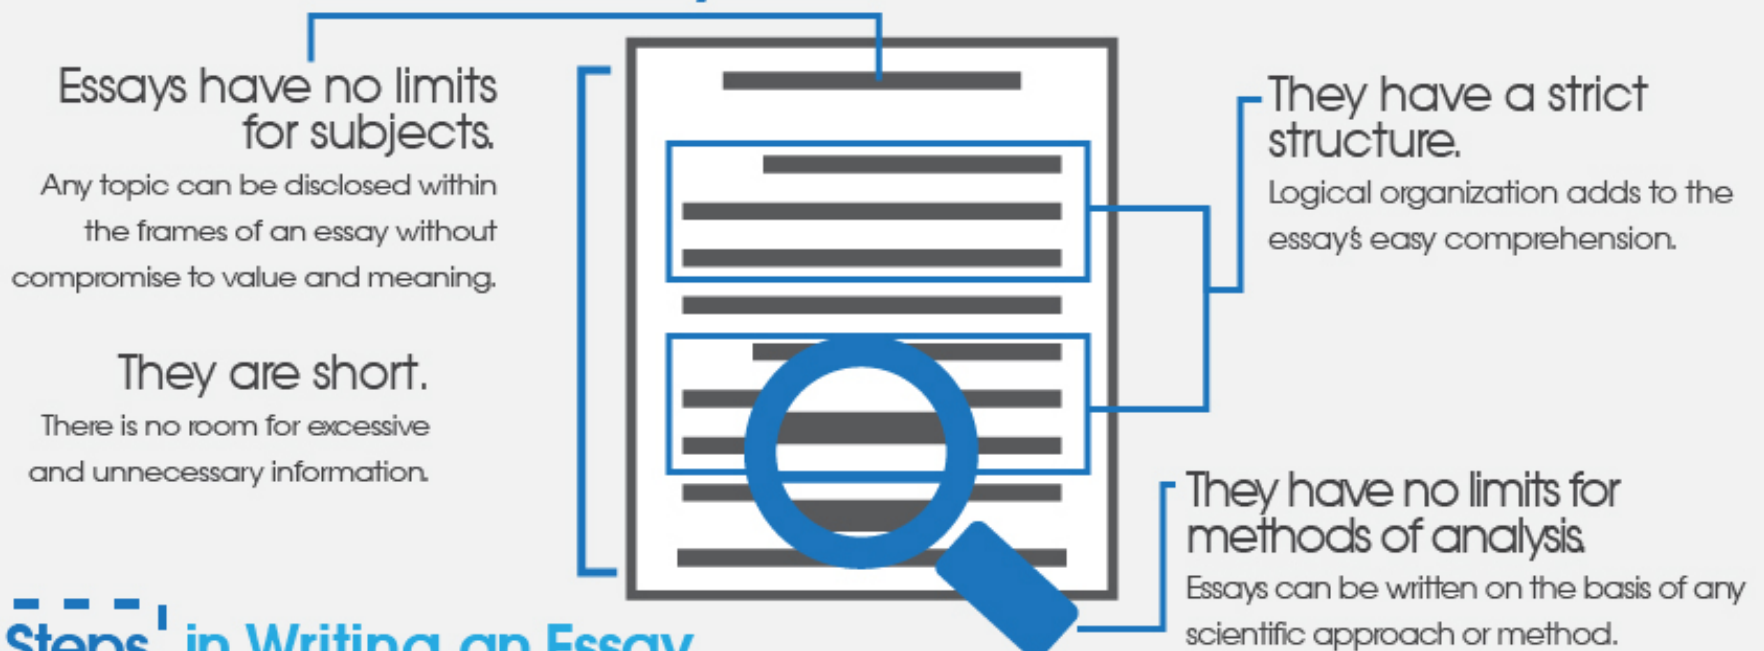 Essays have no limits
for subjects.
Any topic can be disclosed within
the frames of an essay without
compromise to value and meaning.
They are short.
There is no room for excessive
and unnecessary information.
They have a strict
structure.
Logical organization adds to the
essay's easy comprehension.
They have no limits for
methods of analysis.
Essays can be written on the basis of any
scientific approach or method.
Steps in Writing an Essay